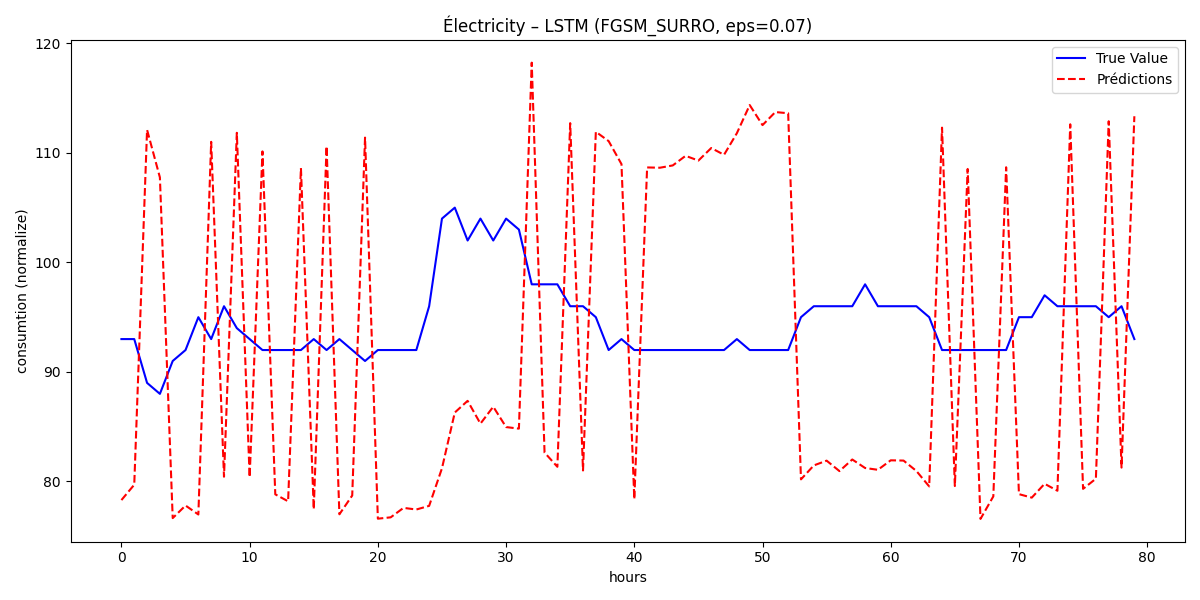 Électricity – LSTM (FGSM_SURRO, eps=0.07)
True Value
Prédictions
consumtion (normalize)
120
110
100
90
80
0 10 20 30 40 50 60 70 80
hours